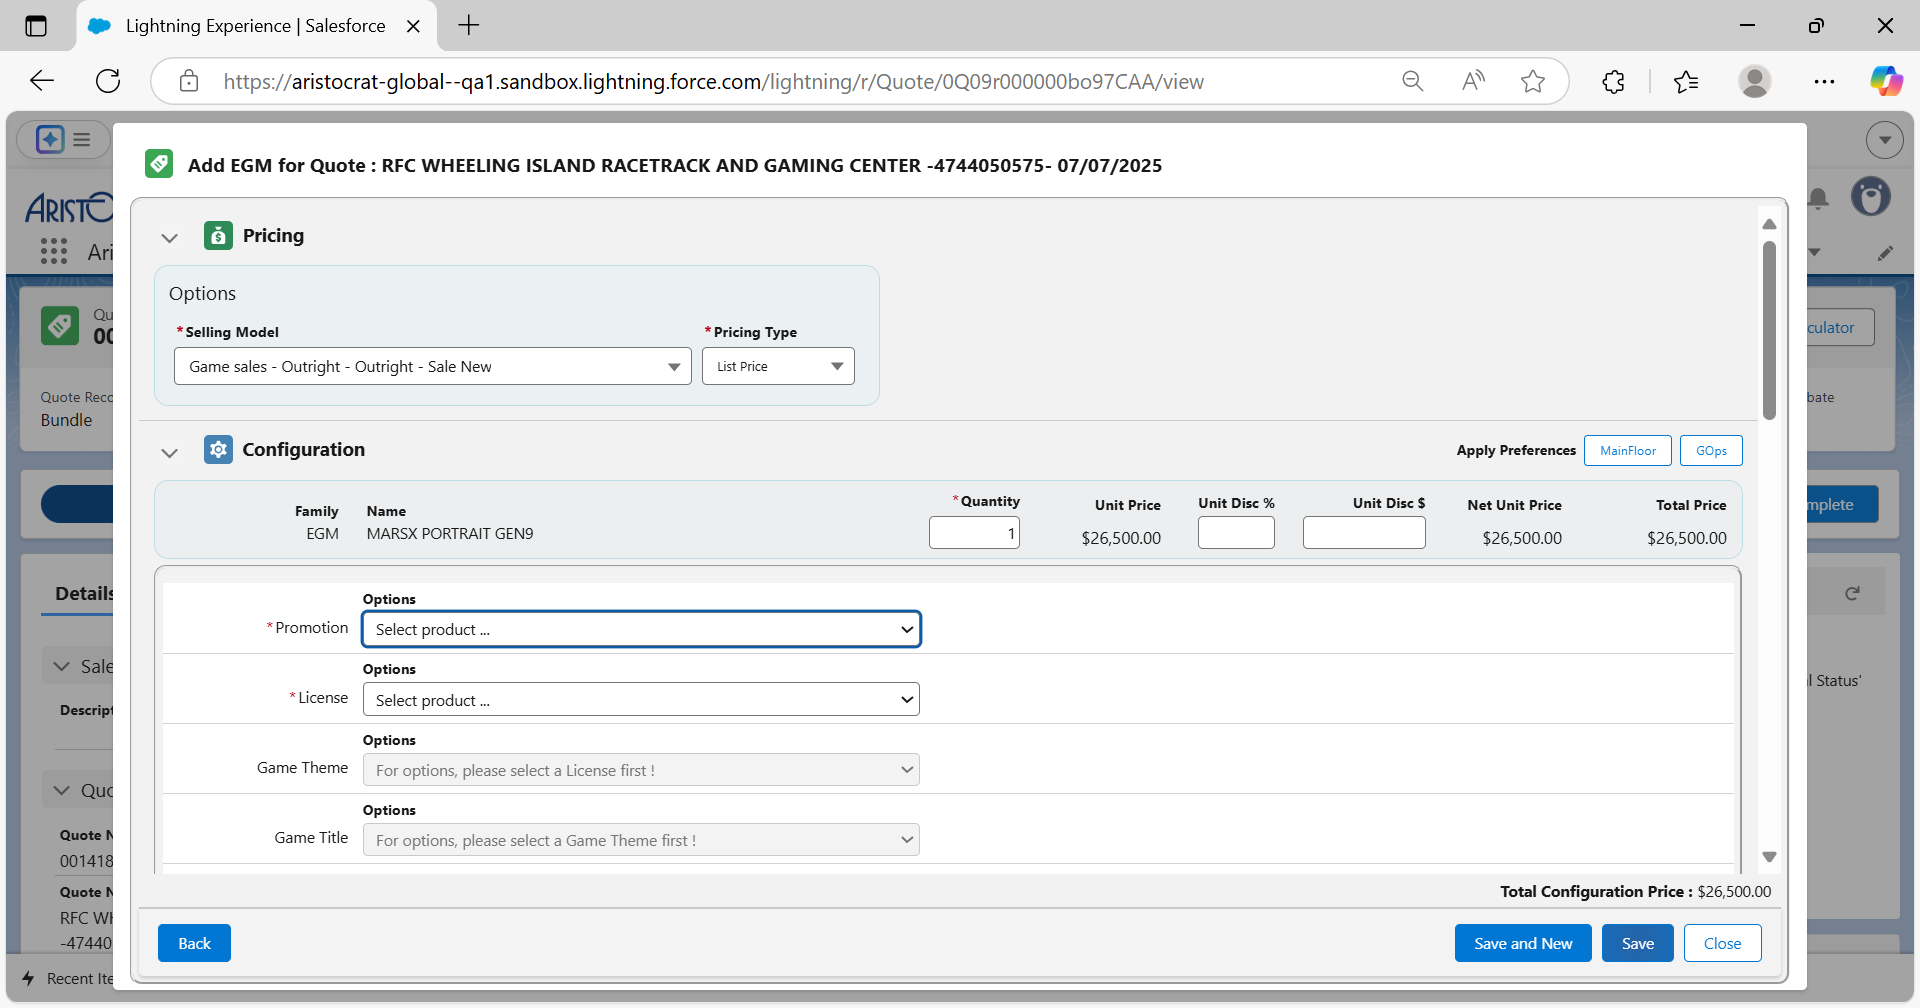 Lightning Experience | Salesforce
https://aristocrat-global--qa1.sandbox.lightning.force.com/lightning/r/Quote/0Q09r000000bo97CAA/view
Add EGM for Quote : RFC WHEELING ISLAND RACETRACK AND GAMING CENTER -4744050575- 07/07/2025
ARISTO
Ari
Pricing
Options
*Selling Model
*Pricing Type
Game sales - Outright - Outright - Sale New
List Price
Qu
00
culator
Quote Reco
Bundle
bate
Configuration
Apply Preferences
MainFloor
GOps
Family
Name
*Quantity
Unit Price
Unit Disc %
Unit Disc $
Net Unit Price
Total Price
EGM
MARSX PORTRAIT GEN9
1
$26,500.00
$26,500.00
$26,500.00
mplete
Details
Options
*Promotion
Select product ...
Options
*License
Select product ...
Sale
l Status'
Descript
Options
Game Theme
For options, please select a License first !
Quo
Options
Game Title
For options, please select a Game Theme first !
Quote N
001418
Quote N
RFC WH
-47440
Total Configuration Price : $26,500.00
Back
Save and New
Save
Close
Recent Ite